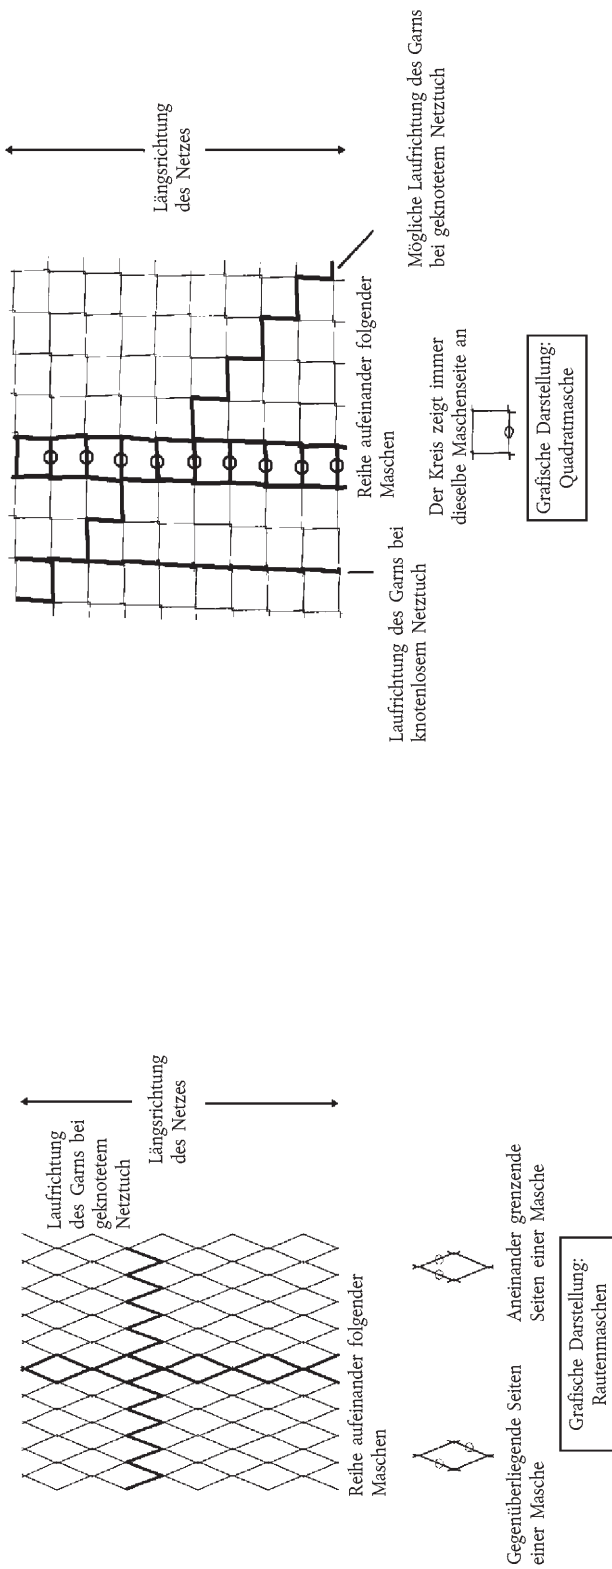 Laufrichtung
des Garns bei
geknotetem
Netztuch
Längsrichtung
des Netzes
Reihe aufeinander folgender
Maschen
Gegenüberliegende Seiten
einer Masche
Aneinander grenzende
Seiten einer Masche
Grafische Darstellung:
Rautenmaschen
Längsrichtung
des Netzes
Mögliche Laufrichtung des Garns
bei geknotetem Netztuch
Reihe aufeinander folgender
Maschen
Laufrichtung des Garns bei
knotenlosem Netztuch
Der Kreis zeigt immer
dieselbe Maschenseite an
Grafische Darstellung:
Quadratmasche